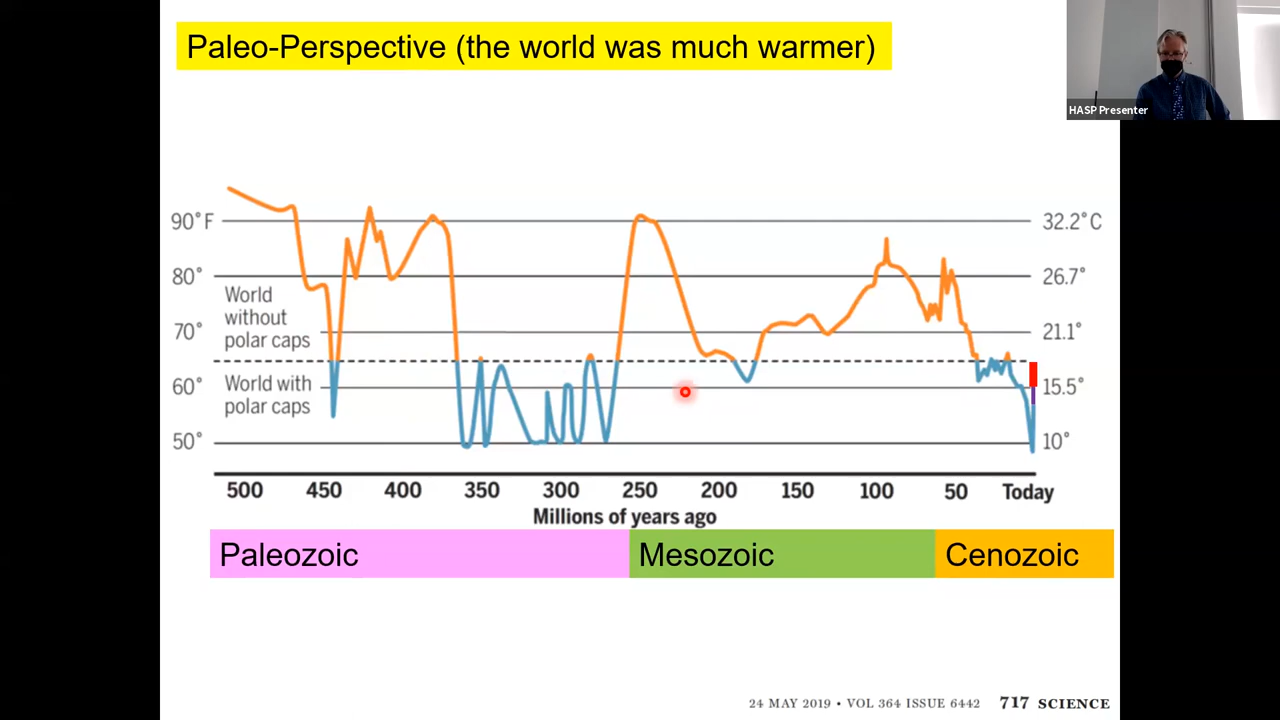 Paleo-Perspective (the world was much warmer)
HASP Presenter
90°F
32.2°C
80°
26.7°
World
without
polar caps
70°
21.1°
World with
polar caps
60°
15.5°
50°
10°
500 450 400 350 300 250 200 150 100 50 Today
Millions of years ago
Paleozoic Mesozoic Cenozoic
24 MAY 2019 • VOL 364 ISSUE 6442 717 SCIENCE